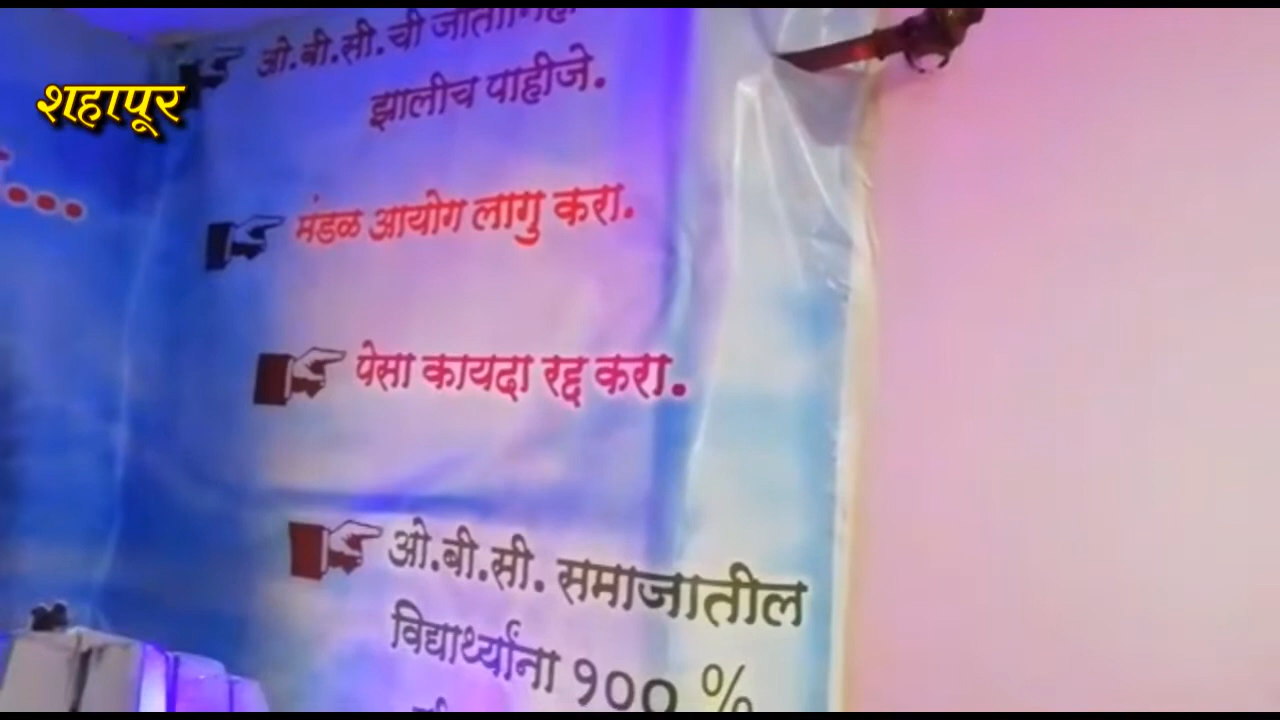 शहापूर
ओ.बी.सी.ची
झालीच पाहीजे.
मंडळ आयोग लागु करा.
पेसा कायदा रद्द करा.
ओ.बी.सी. समाजातील
विद्यार्थ्यांना १०० %